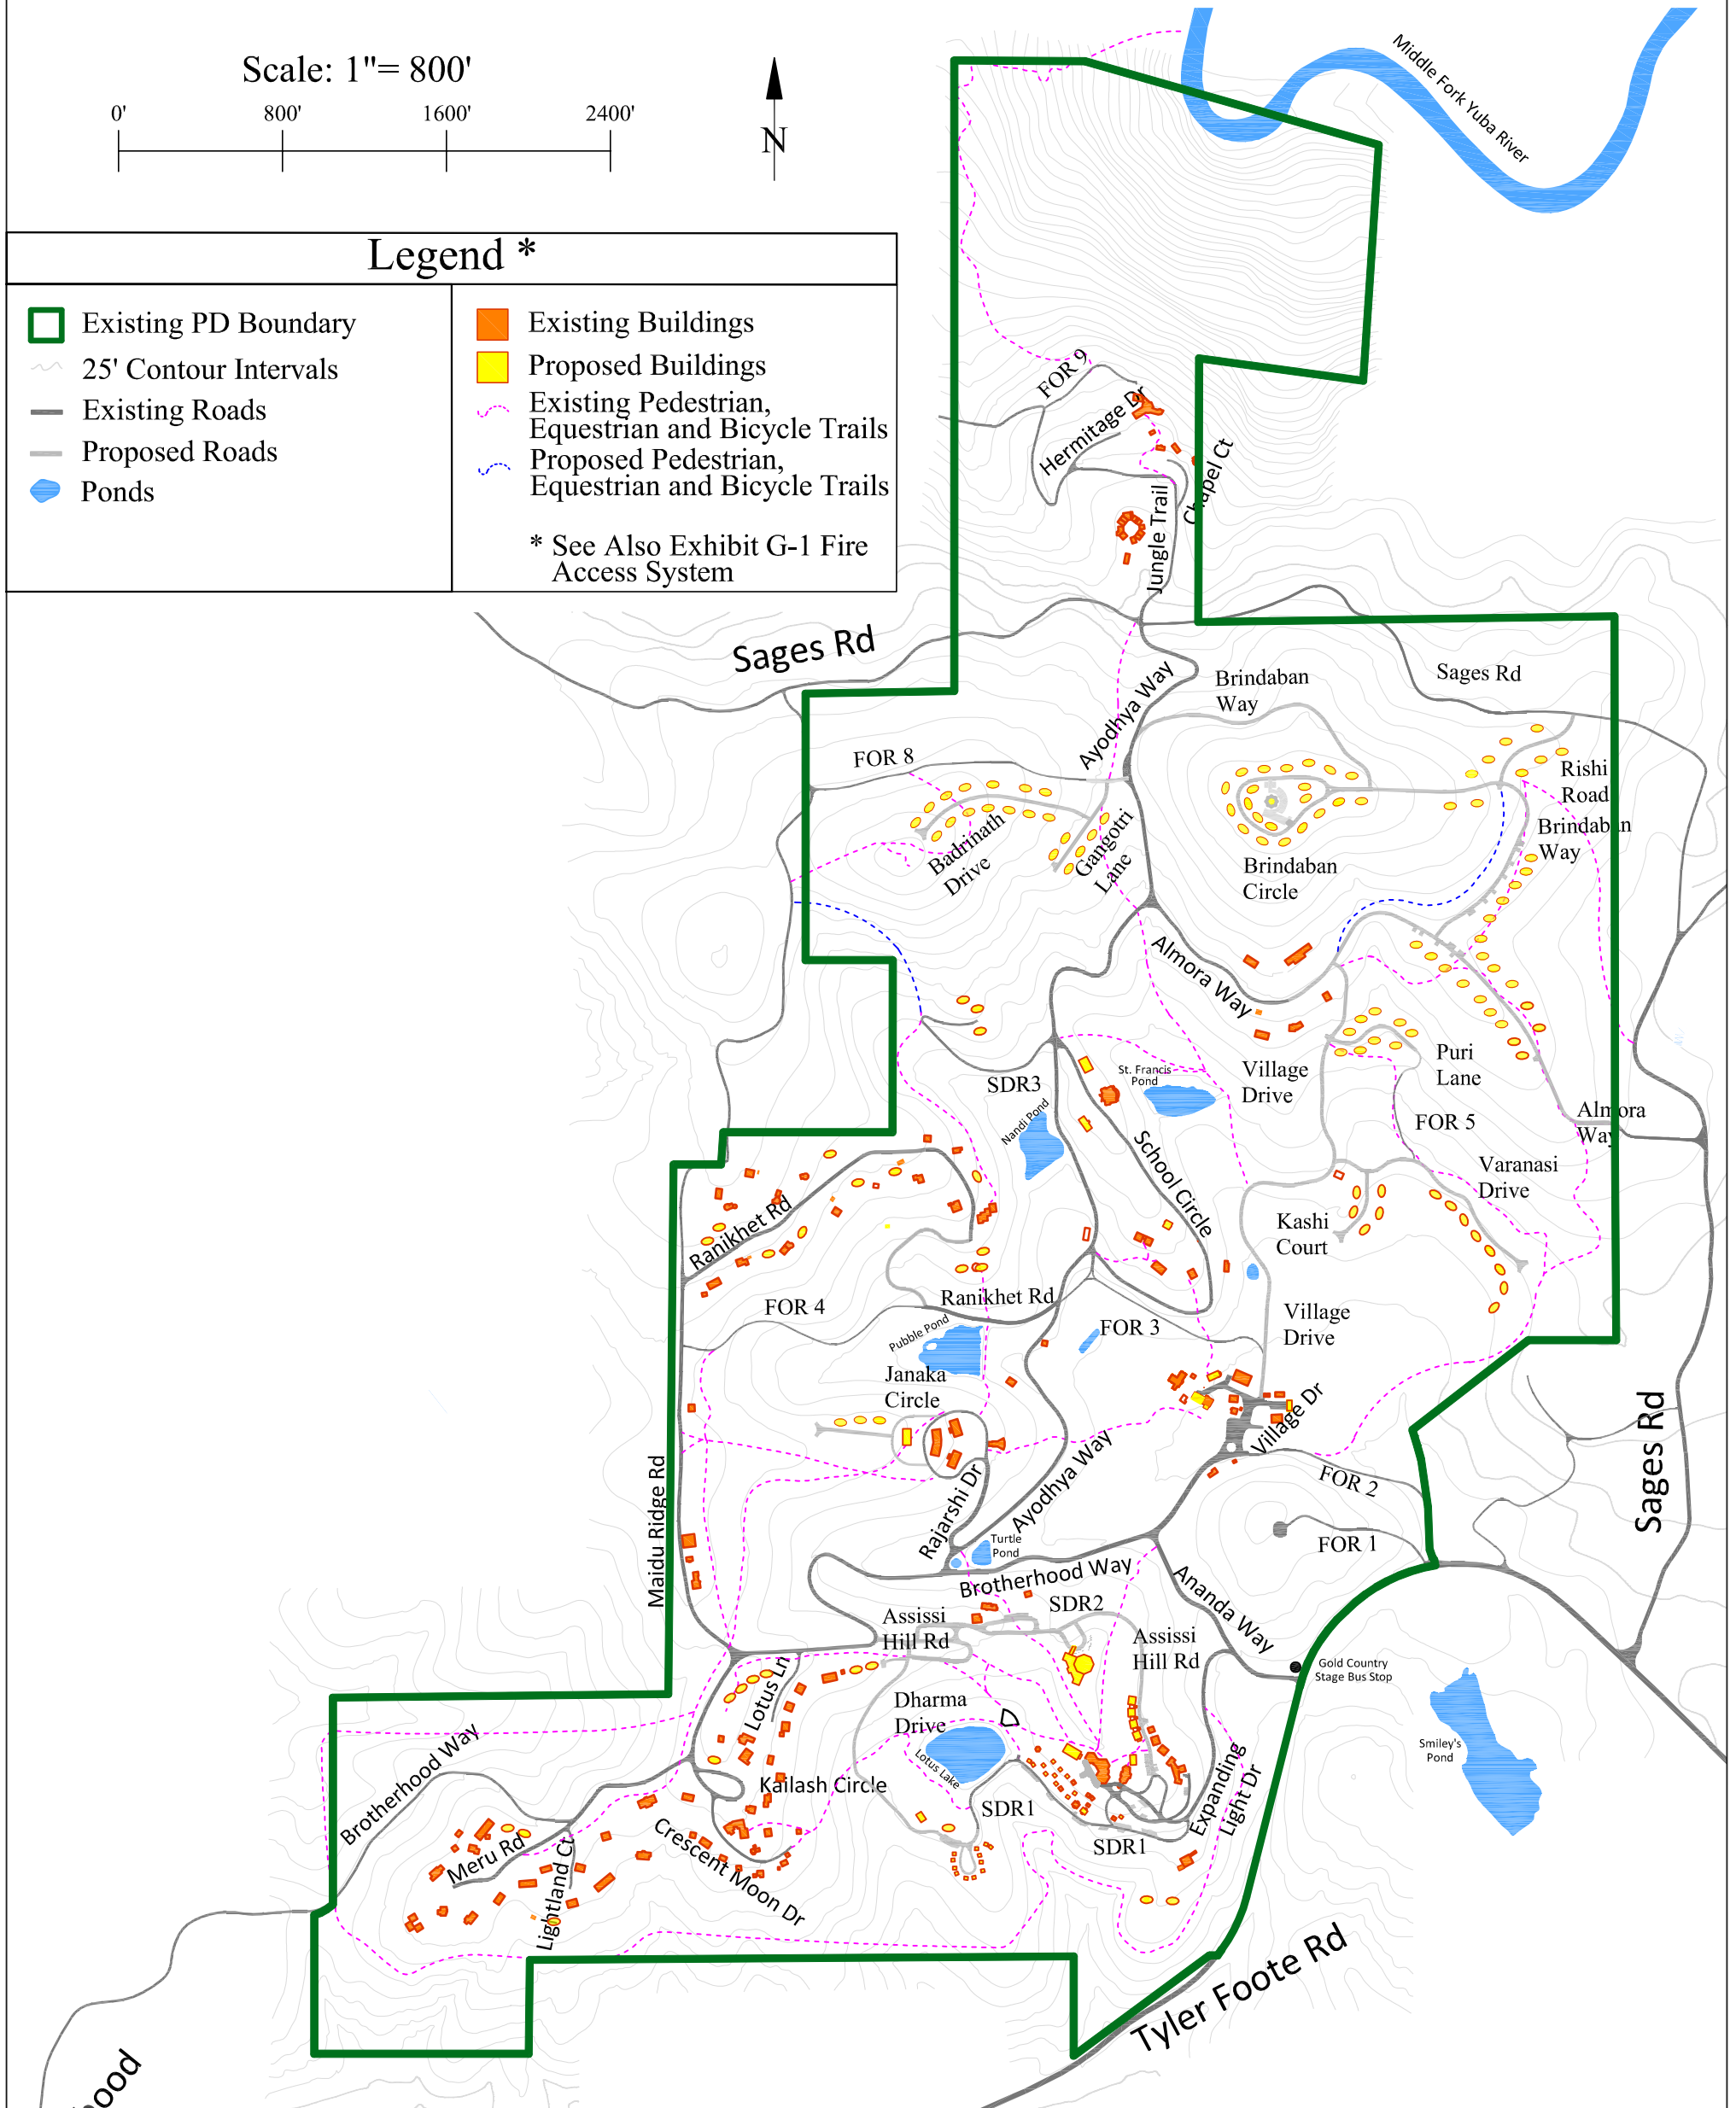 Scale: 1"= 800'
0' 800' 1600' 2400'
N
Middle Fork Yuba River
Legend *
Existing PD Boundary
25' Contour Intervals
Existing Roads
Proposed Roads
Ponds
Existing Buildings
Proposed Buildings
Existing Pedestrian,
Equestrian and Bicycle Trails
Proposed Pedestrian,
Equestrian and Bicycle Trails
* See Also Exhibit G-1 Fire
Access System
FOR 9
Hermitage Dr
Chapel Ct
Jungle Trail
Sages Rd
Ayodhya Way
Brindaban
Way
Sages Rd
FOR 8
Rishi
Road
Brindaban
Way
Badrinath
Drive
Gangotri
Lane
Brindaban
Circle
Almora Way
SDR3
St. Francis
Pond
Village
Drive
Puri
Lane
Nandi Pond
School Circle
FOR 5
Almora
Way
Varanasi
Drive
Ranikhet Rd
Kashi
Court
FOR 4
Ranikhet Rd
Pubble Pond
FOR 3
Village
Drive
Janaka
Circle
Village Dr
Sages Rd
Maidu Ridge Rd
Rajarshi Dr
Ayodhya Way
FOR 2
Turtle
Pond
FOR 1
Brotherhood Way
Ananda Way
SDR2
Assissi
Hill Rd
Assissi
Hill Rd
Gold Country
Stage Bus Stop
Lotus Ln
Dharma
Drive
Lotus Lake
Smiley's
Pond
Brotherhood Way
Kailash Circle
SDR1
Expanding
Light Dr
SDR1
Meru Rd
Lightland Ct
Crescent Moon Dr
Tyler Foote Rd
ood